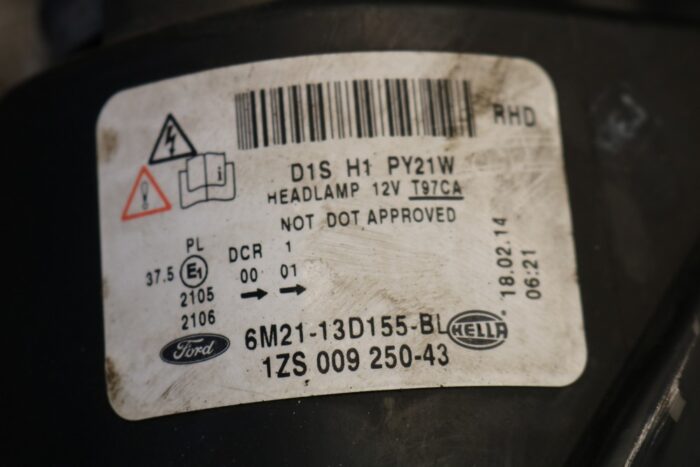 RHD
D1S H1 PY21W
HEADLAMP 12V T97CA
NOT DOT APPROVED
PL DCR 1
37.5 E1 00 01
2105
2106
Ford
6M21-13D155-BL HELLA
1ZS 009 250-43
18.02.14
06:21